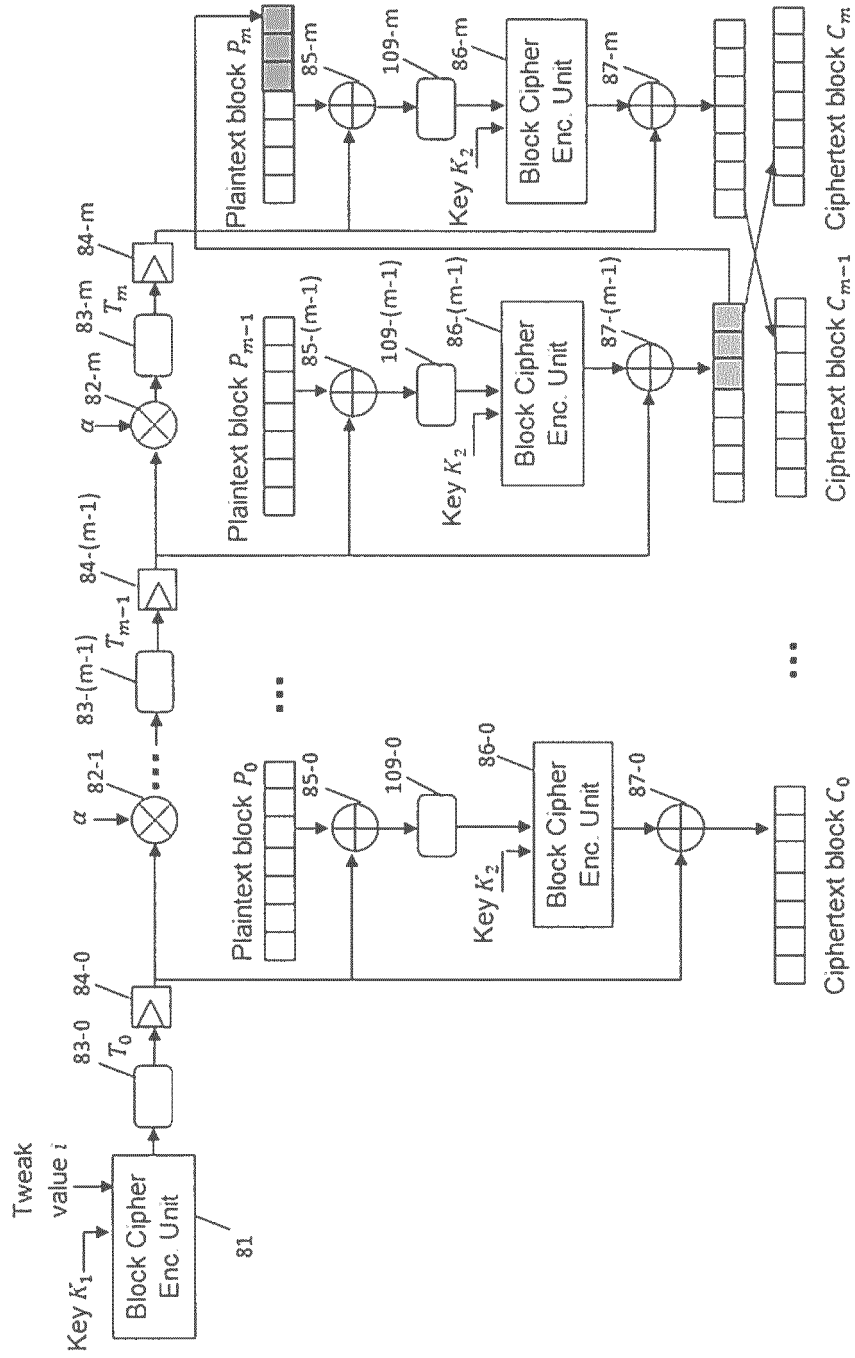 Tweak
value i
Key K₁
Block Cipher
Enc. Unit
81
83-0
T₀
84-0
α
82-1
83-(m-1)
Tₘ₋₁
84-(m-1)
α
82-m
83-m
Tₘ
84-m
Plaintext block P₀
85-0
109-0
Key K₂
86-0
Block Cipher
Enc. Unit
87-0
Ciphertext block C₀
...
...
...
Plaintext block Pₘ₋₁
85-(m-1)
109-(m-1)
Key K₂
86-(m-1)
Block Cipher
Enc. Unit
87-(m-1)
Ciphertext block Cₘ₋₁
Plaintext block Pₘ
85-m
109-m
Key K₂
86-m
Block Cipher
Enc. Unit
87-m
Ciphertext block Cₘ